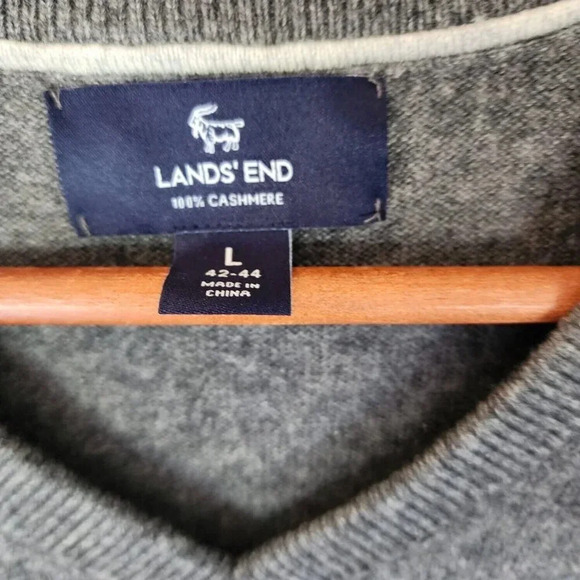 LANDS' END
100% CASHMERE
L
42-44
MADE IN
CHINA